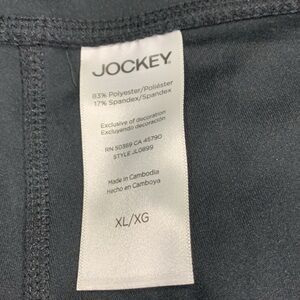 JOCKEY
83% Polyester/Poliéster
17% Spandex/Spandex
Exclusive of decoration
Excluyendo decoración
RN 50369 CA 45790
STYLE JL0899
Made in Cambodia
Hecho en Camboya
XL/XG